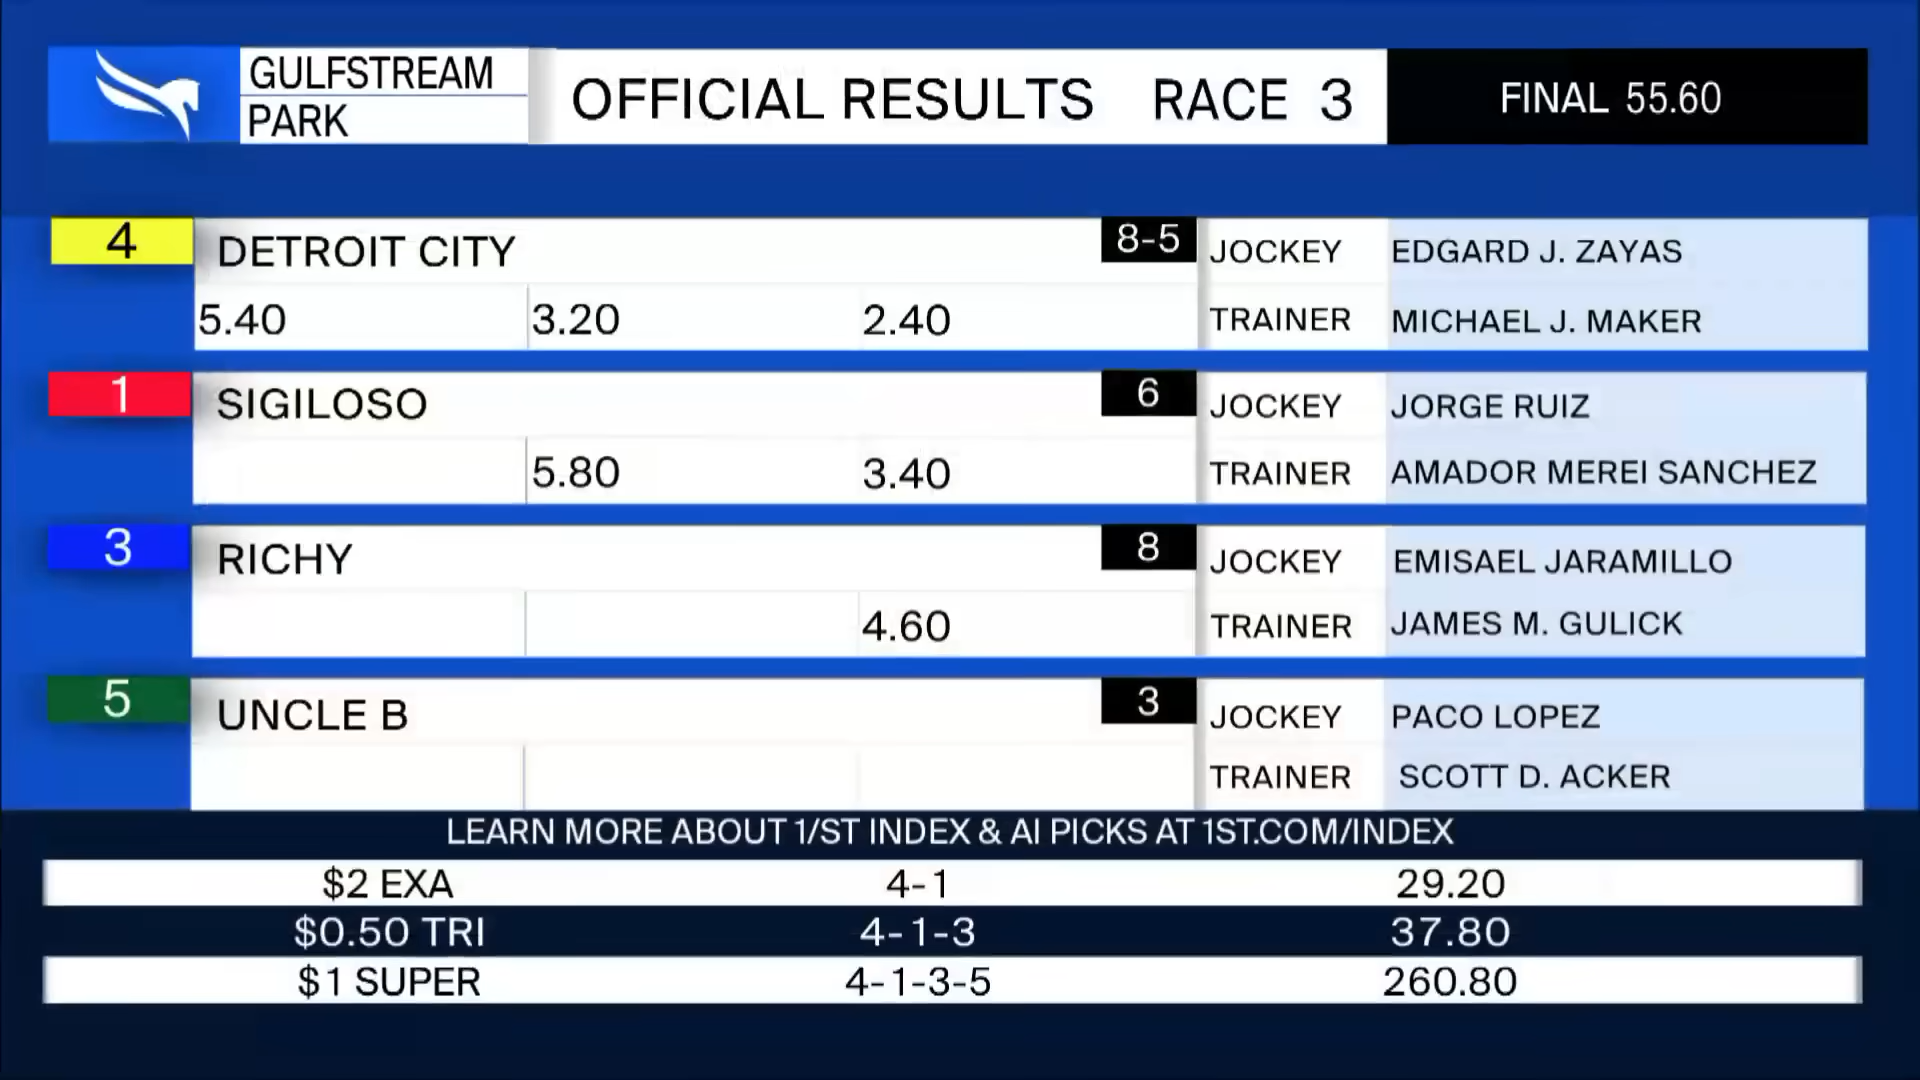 GULFSTREAM
PARK
OFFICIAL RESULTS RACE 3
FINAL 55.60
4 DETROIT CITY 8-5 JOCKEY EDGARD J. ZAYAS
5.40 3.20 2.40 TRAINER MICHAEL J. MAKER
1 SIGILOSO 6 JOCKEY JORGE RUIZ
5.80 3.40 TRAINER AMADOR MEREI SANCHEZ
3 RICHY 8 JOCKEY EMISAEL JARAMILLO
4.60 TRAINER JAMES M. GULICK
5 UNCLE B 3 JOCKEY PACO LOPEZ
TRAINER SCOTT D. ACKER
LEARN MORE ABOUT 1/ST INDEX & AI PICKS AT 1ST.COM/INDEX
$2 EXA 4-1 29.20
$0.50 TRI 4-1-3 37.80
$1 SUPER 4-1-3-5 260.80